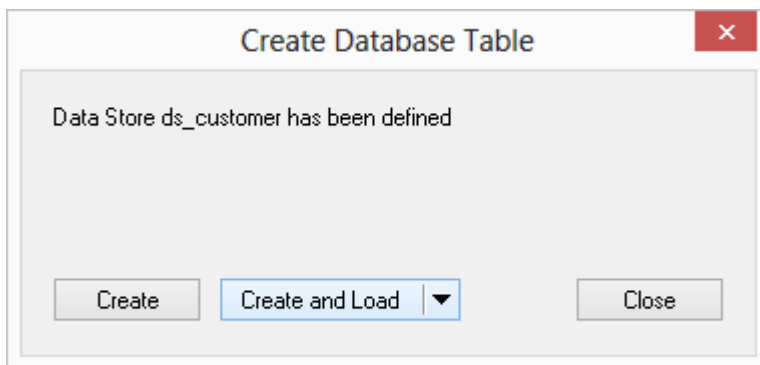 Create Database Table
Data Store ds_customer has been defined
Create
Create and Load
Close